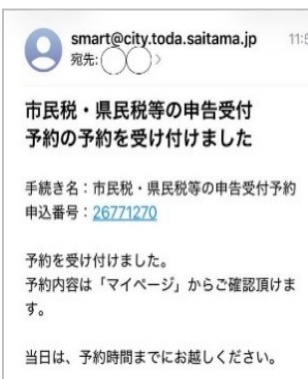 smart@city.toda.saitama.jp
宛先:◯◯>
市民税・県民税等の申告受付
予約の予約を受け付けました
手続き名:市民税・県民税等の申告受付予約
申込番号:26771270
予約を受け付けました。
予約内容は「マイページ」からご確認頂けま
す。
当日は、予約時間までにお越しください。